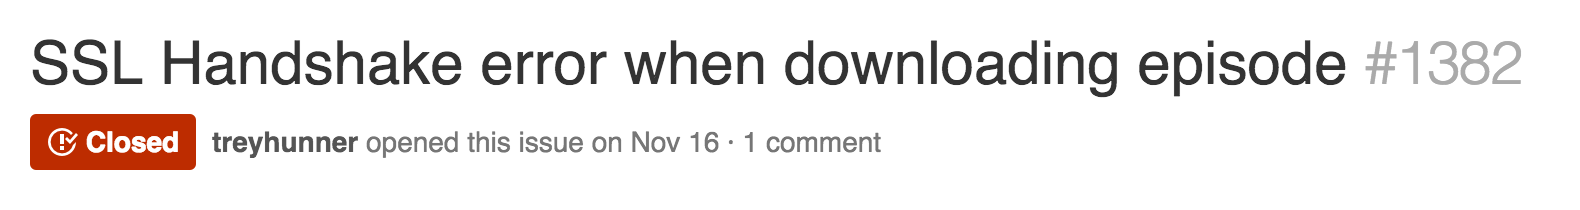 SSL Handshake error when downloading episode #1382
Closed treyhunner opened this issue on Nov 16 · 1 comment